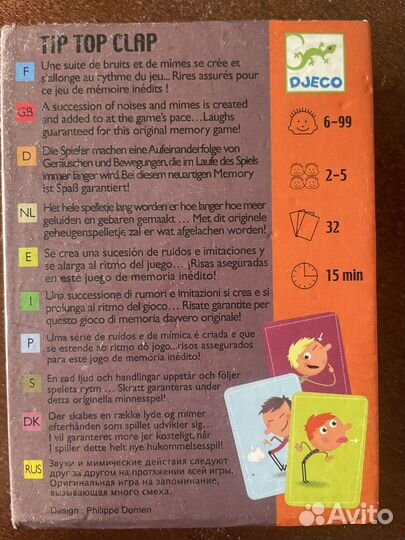 TIP TOP CLAP
DJECO
F Une suite de bruits et de mimes se crée et
s'allonge au rythme du jeu... Rires assurés pour
ce jeu de mémoire inédits !
GB A succession of noises and mimes is created
and added to at the game's pace...Laughs
guaranteed for this original memory game!
D Die Spieler machen eine Aufeinanderfolge von
Geräuschen und Bewegungen, die im Laufe des Spiels
immer länger wird. Bei diesem neuartigen Memory
ist Spaß garantiert!
NL Het hele spelletje lang worden er hoe langer hoe meer
geluiden en gebaren gemaakt ... Met dit originele
geheugenspelletje zal er wat afgelachen worden!
E Se crea una sucesión de ruidos e imitaciones y
se alarga al ritmo del juego... ¡Risas aseguradas
en este juego de memoria inédito!
I Una successione di rumori e imitazioni si crea e si
prolunga al ritmo del gioco... Risate garantite per
questo gioco di memoria davvero originale!
P Uma série de ruídos e de mímica é criada e que
se estende ao ritmo do jogo...risos assegurados
para este jogo de memória inédito!
S En rad ljud och handlingar uppstår och följer
spelets rytm ... Skratt garanteras under
detta originella minnesspel!
DK Der skabes en række lyde og mimer
efterhånden som spillet udvikler sig...
I vil garanteret more jer kosteligt, når
I spiller dette helt nye hukommelsesspil!
RUS Звуки и мимические действия следуют
друг за другом на протяжении всей игры.
Оригинальная игра на запоминание,
вызывающая много смеха.
Design : Philippe Dorrien
6-99
2-5
32
15 min
Avito